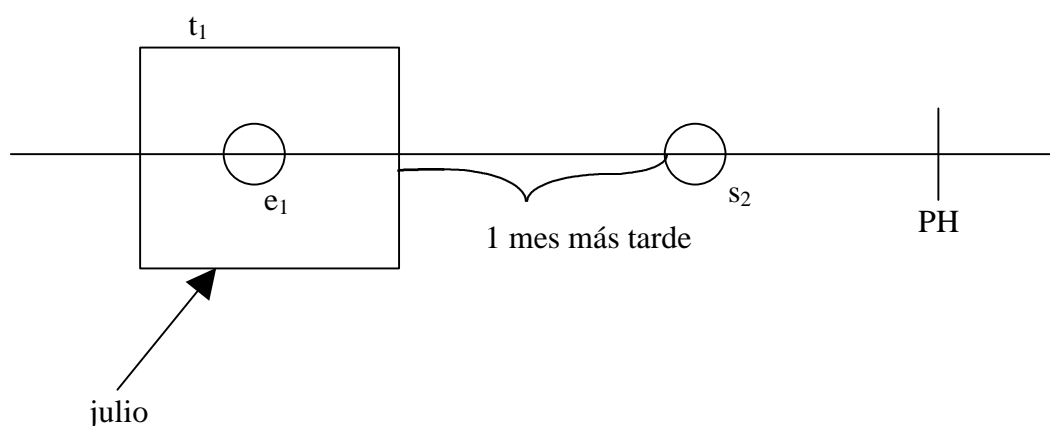 t₁
e₁
s₂
PH
1 mes más tarde
julio